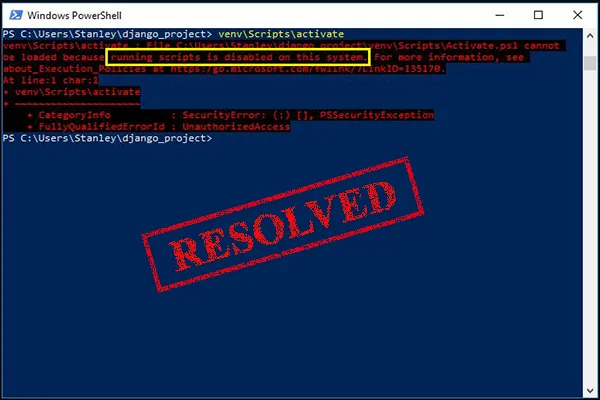 Windows PowerShell
PS C:\Users\Stanley\django_project> venv\Scripts\activate
venv\Scripts\activate : File C:\Users\Stanley\django_project\venv\Scripts\Activate.ps1 cannot
be loaded because running scripts is disabled on this system. For more information, see
about_Execution_Policies at https:/go.microsoft.com/fwlink/?LinkID=135170.
At line:1 char:1
+ venv\Scripts\activate
+ ~~~~~~~~~~~~~~~~~~~~~
+ CategoryInfo : SecurityError: (:) [], PSSecurityException
+ FullyQualifiedErrorId : UnauthorizedAccess
PS C:\Users\Stanley\django_project>
RESOLVED